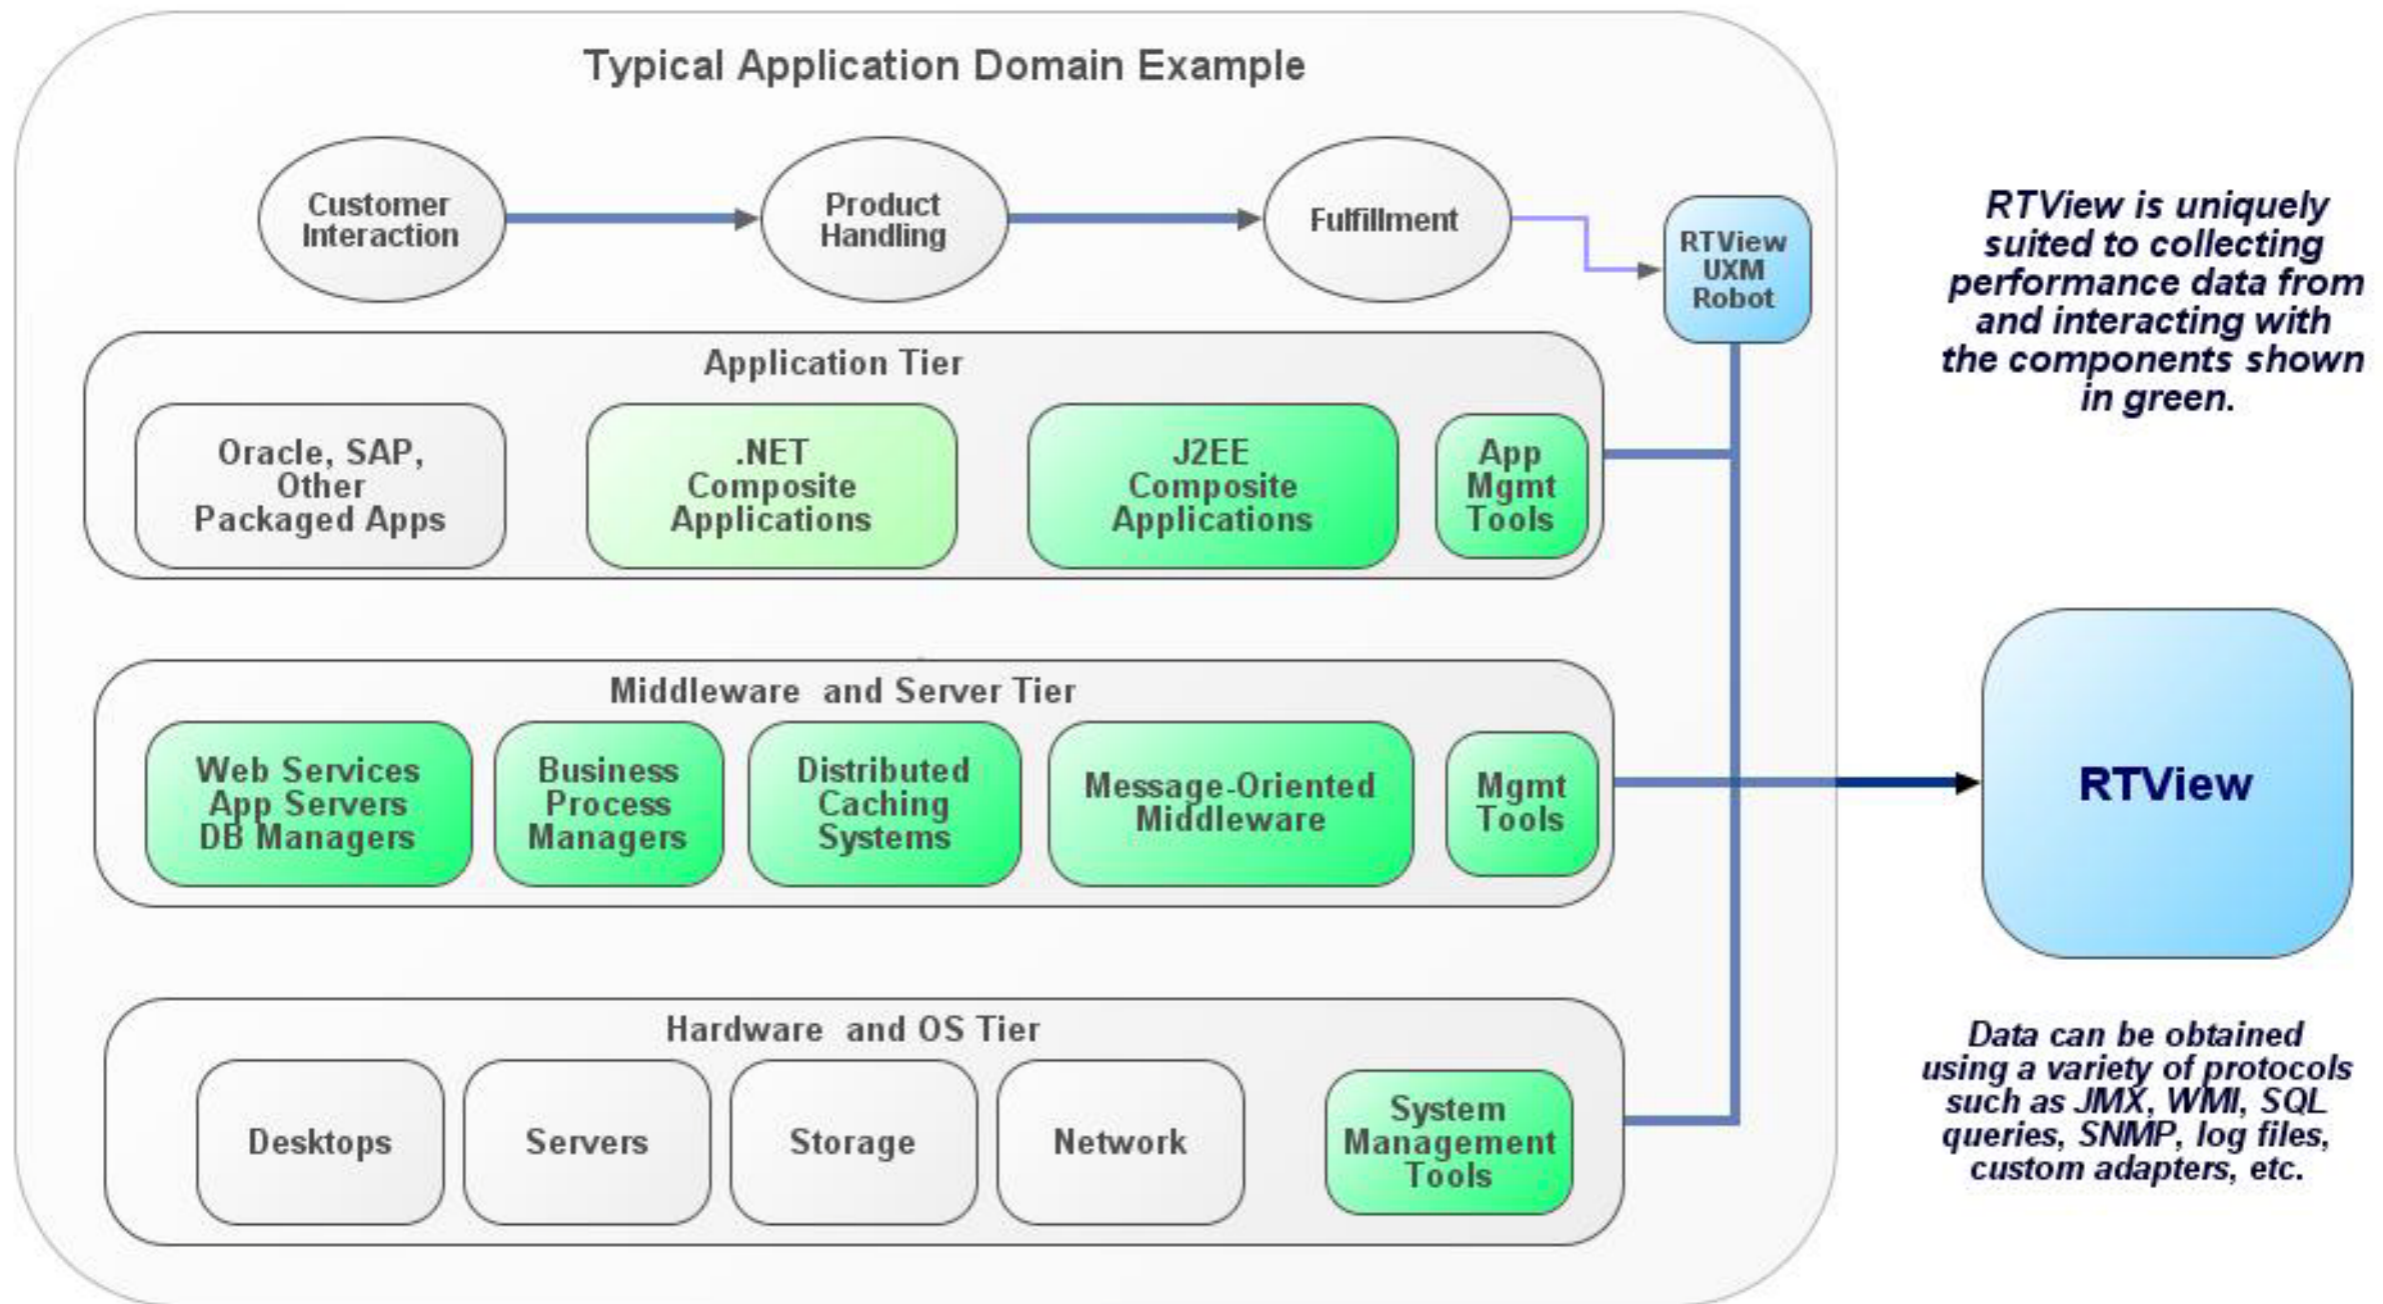 Typical Application Domain Example
Customer
Interaction
Product
Handling
Fulfillment
RTView
UXM
Robot
RTView is uniquely
suited to collecting
performance data from
and interacting with
the components shown
in green.
Application Tier
Oracle, SAP,
Other
Packaged Apps
.NET
Composite
Applications
J2EE
Composite
Applications
App
Mgmt
Tools
Middleware and Server Tier
Web Services
App Servers
DB Managers
Business
Process
Managers
Distributed
Caching
Systems
Message-Oriented
Middleware
Mgmt
Tools
RTView
Hardware and OS Tier
Desktops
Servers
Storage
Network
System
Management
Tools
Data can be obtained
using a variety of protocols
such as JMX, WMI, SQL
queries, SNMP, log files,
custom adapters, etc.